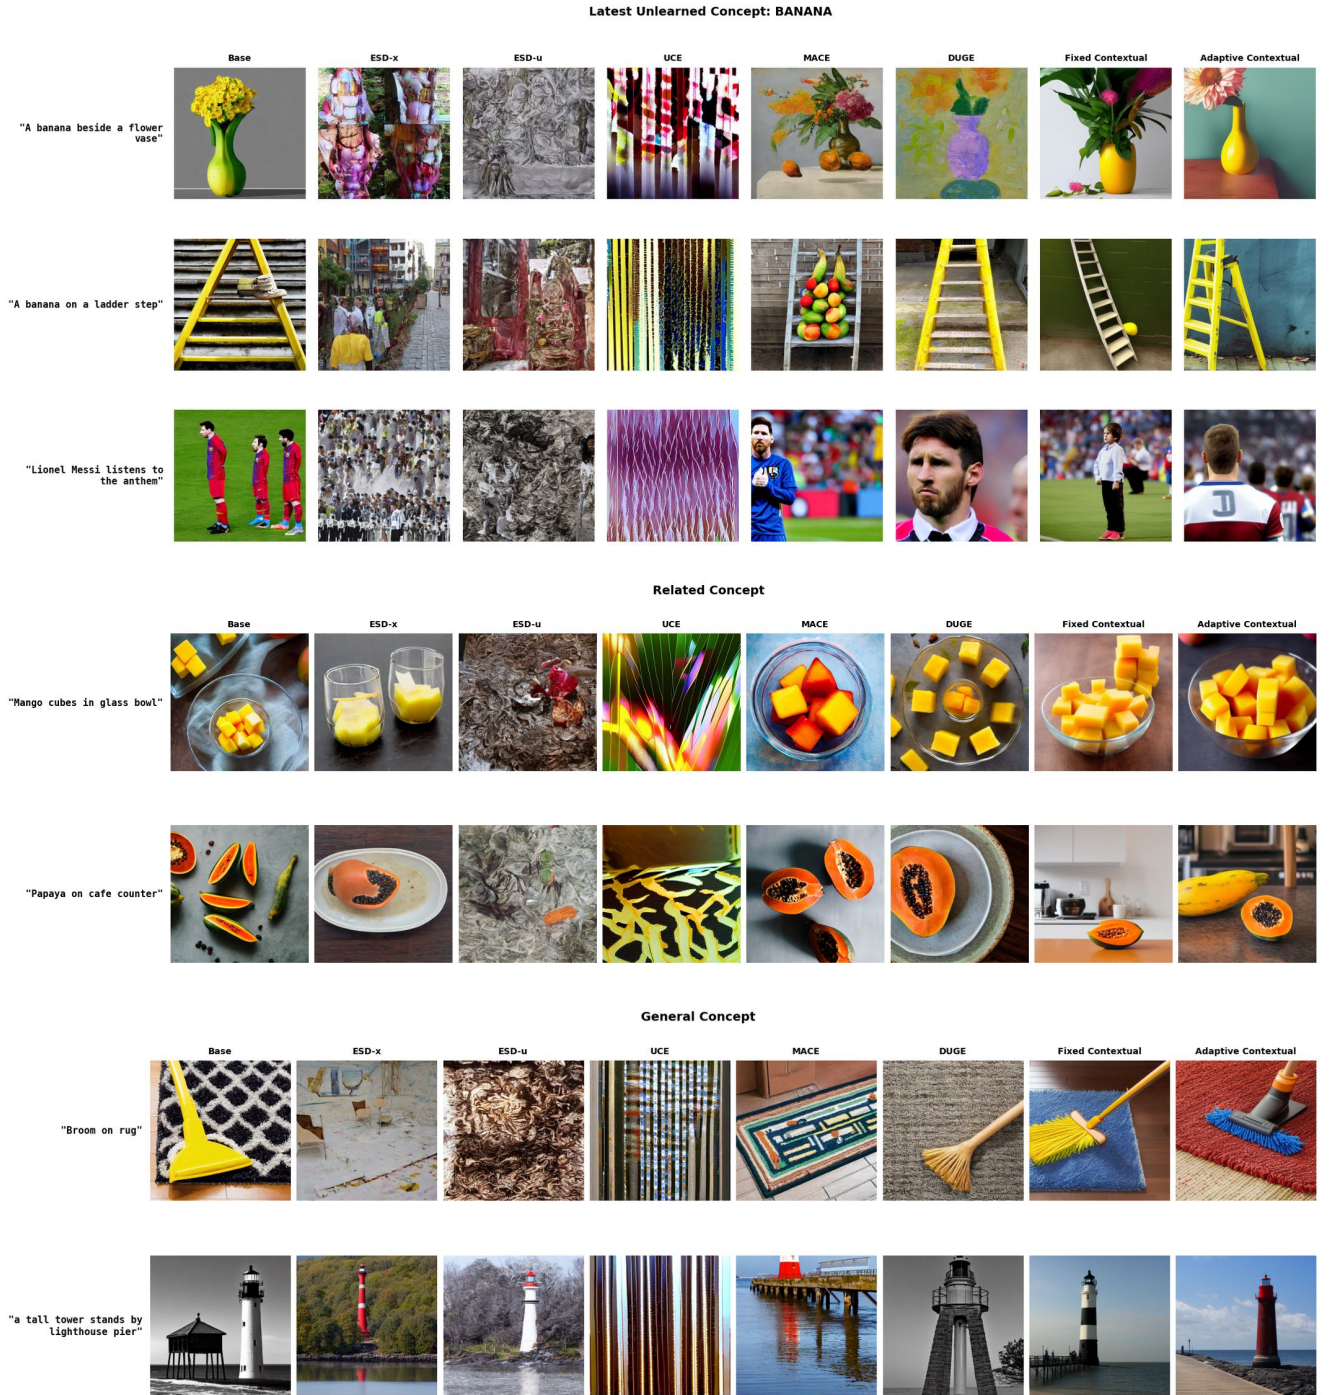 Latest Unlearned Concept: BANANA
Base ESD-x ESD-u UCE MACE DUGE Fixed Contextual Adaptive Contextual
"A banana beside a flower
vase"
"A banana on a ladder step"
"Lionel Messi listens to
the anthem"
Related Concept
Base ESD-x ESD-u UCE MACE DUGE Fixed Contextual Adaptive Contextual
"Mango cubes in glass bowl"
"Papaya on cafe counter"
General Concept
Base ESD-x ESD-u UCE MACE DUGE Fixed Contextual Adaptive Contextual
"Broom on rug"
"a tall tower stands by
lighthouse pier"